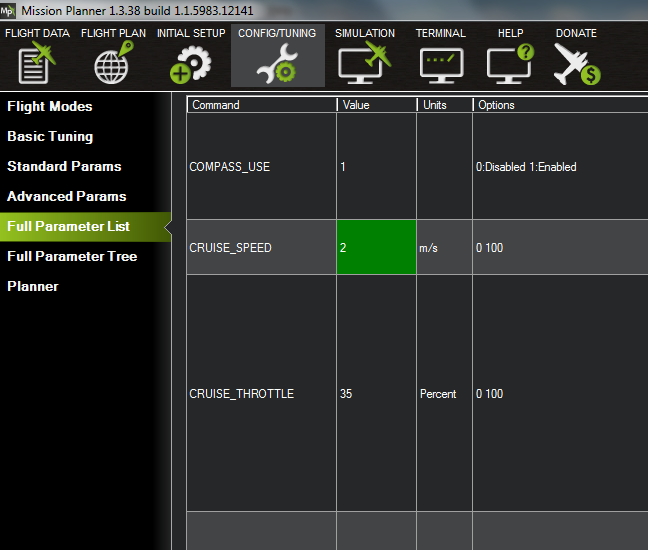 Mp Mission Planner 1.3.38 build 1.1.5983.12141
FLIGHT DATA FLIGHT PLAN INITIAL SETUP CONFIG/TUNING SIMULATION TERMINAL HELP DONATE
Flight Modes
Basic Tuning
Standard Params
Advanced Params
Full Parameter List
Full Parameter Tree
Planner
Command Value Units Options
COMPASS_USE 1 0:Disabled 1:Enabled
CRUISE_SPEED 2 m/s 0 100
CRUISE_THROTTLE 35 Percent 0 100